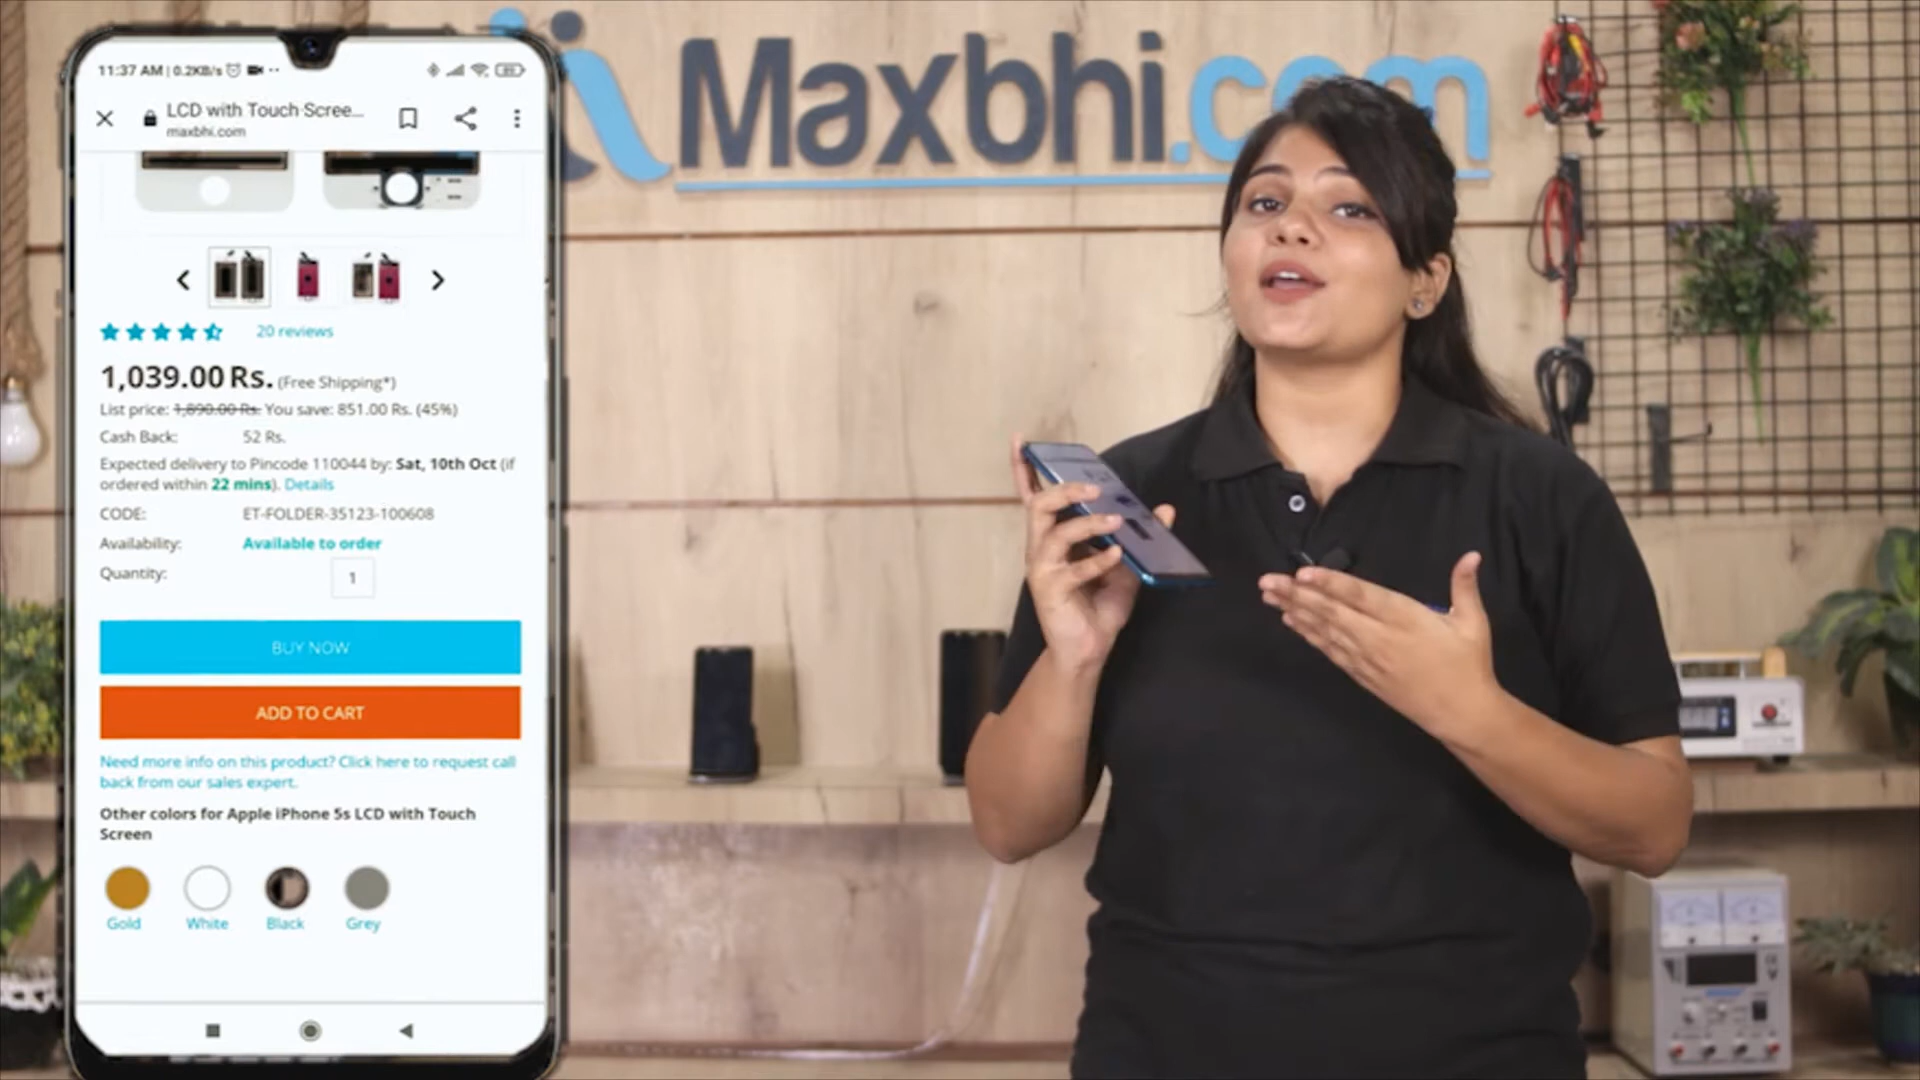 Maxbhi.com
11:37 AM | 0.2KB/s
LCD with Touch Scree...
maxbhi.com
20 reviews
1,039.00 Rs. (Free Shipping*)
List price: 1,890.00 Rs. You save: 851.00 Rs. (45%)
Cash Back: 52 Rs.
Expected delivery to Pincode 110044 by: Sat, 10th Oct (if
ordered within 22 mins). Details
CODE: ET-FOLDER-35123-100608
Availability: Available to order
Quantity: 1
BUY NOW
ADD TO CART
Need more info on this product? Click here to request call
back from our sales expert.
Other colors for Apple iPhone 5s LCD with Touch
Screen
Gold White Black Grey